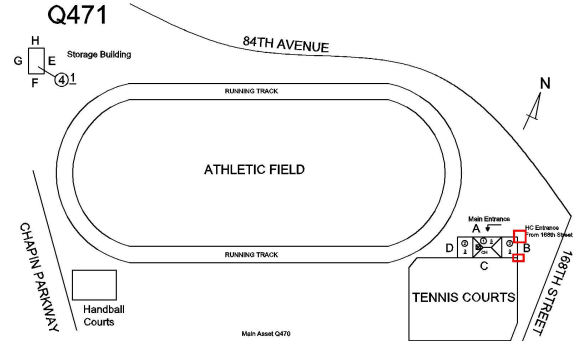 Q471
84TH AVENUE
H
Storage Building
G
E
F
4 1
N
RUNNING TRACK
ATHLETIC FIELD
Main Entrance
A
HC Entrance
From 168th Street
D
B
C
RUNNING TRACK
CHAPIN PARKWAY
168TH STREET
TENNIS COURTS
Handball
Courts
Main Asset Q470